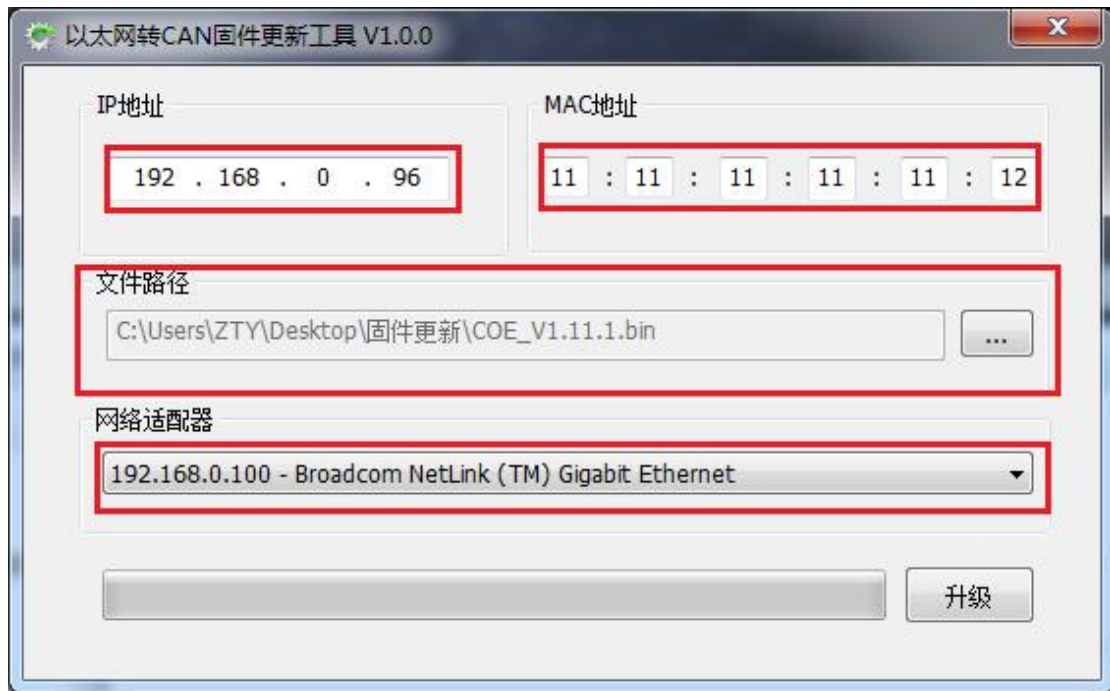 以太网转CAN固件更新工具 V1.0.0
IP地址
MAC地址
192 . 168 . 0 . 96
11 : 11 : 11 : 11 : 11 : 12
文件路径
C:\Users\ZTY\Desktop\固件更新\COE_V1.11.1.bin
...
网络适配器
192.168.0.100 - Broadcom NetLink (TM) Gigabit Ethernet
升级